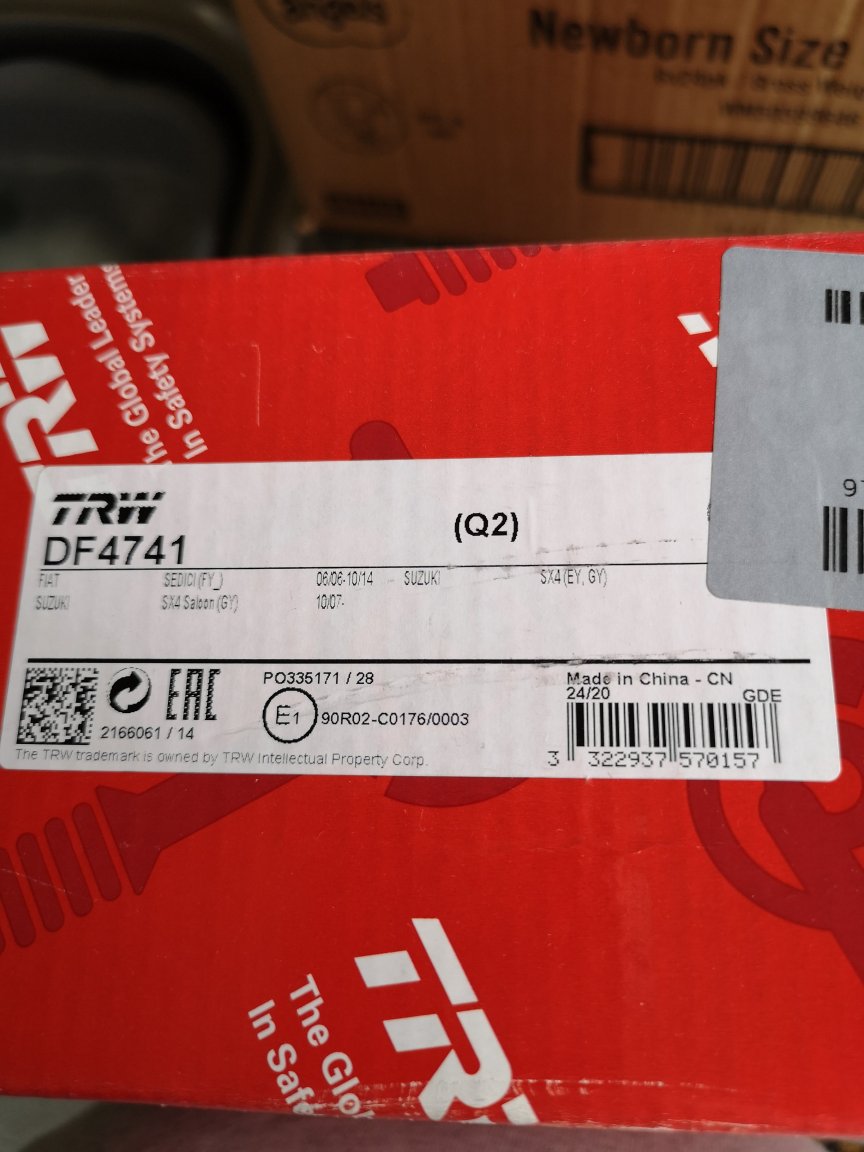 Newborn Size
TRW
The Global Leader
In Safety Systems
TRW
DF4741
(Q2)
FIAT SEDICI (FY_) 06/06-10/14 SUZUKI SX4 (EY, GY)
SUZUKI SX4 Saloon (GY) 10/07-
EAC
2166061 / 14
PO335171 / 28
E1 90R02-C0176/0003
Made in China - CN
24/20
GDE
3 322937 570157
The TRW trademark is owned by TRW Intellectual Property Corp.
TRW
The Glo
In Safe